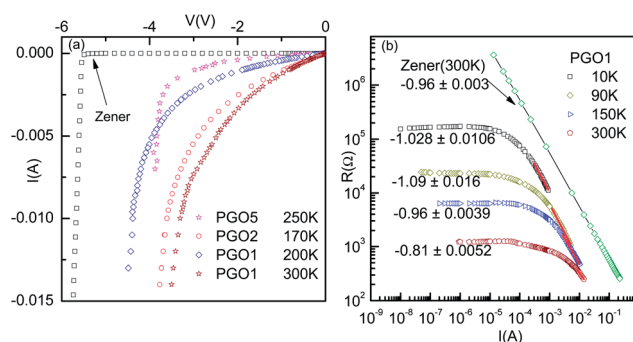 V(V)
-6 -4 -2 0
(a)
0.000
-0.005
-0.010
-0.015
I(A)
Zener
PGO5 250K
PGO2 170K
PGO1 200K
PGO1 300K
(b)
PGO1
10K
90K
150K
300K
Zener(300K)
-0.96 ± 0.003
-1.028 ± 0.0106
-1.09 ± 0.016
-0.96 ± 0.0039
-0.81 ± 0.0052
R(Ω)
10⁶
10⁵
10⁴
10³
10²
10⁻⁹ 10⁻⁸ 10⁻⁷ 10⁻⁶ 10⁻⁵ 10⁻⁴ 10⁻³ 10⁻² 10⁻¹ 10⁰
I(A)